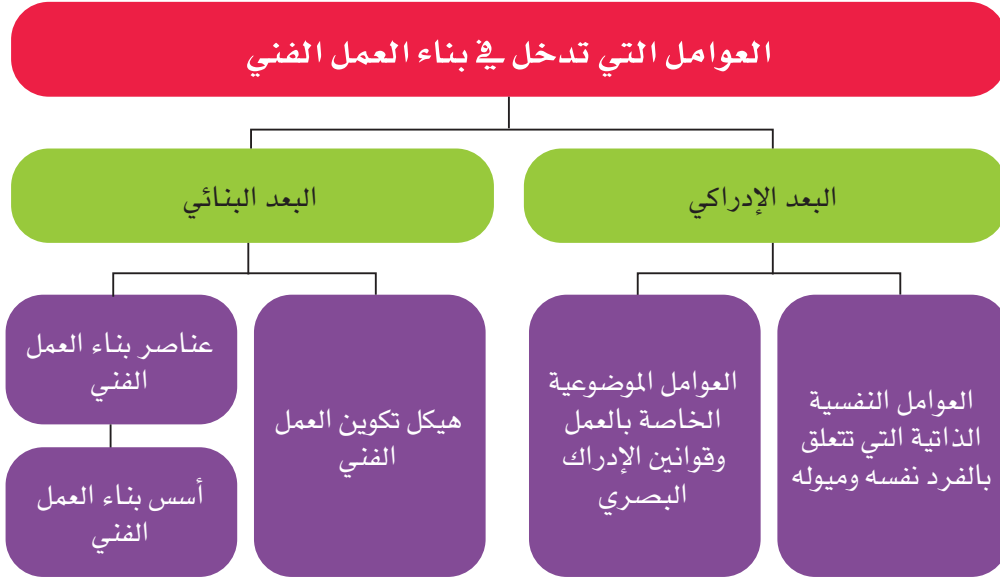 العوامل التي تدخل في بناء العمل الفني
البعد الإدراكي
البعد البنائي
العوامل النفسية
الذاتية التي تتعلق
بالفرد نفسه وميوله
العوامل الموضوعية
الخاصة بالعمل
وقوانين الإدراك
البصري
هيكل تكوين العمل
الفني
عناصر بناء العمل
الفني
أسس بناء العمل
الفني